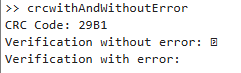 >> crcwithAndWithoutError
CRC Code: 29B1
Verification without error:
Verification with error: